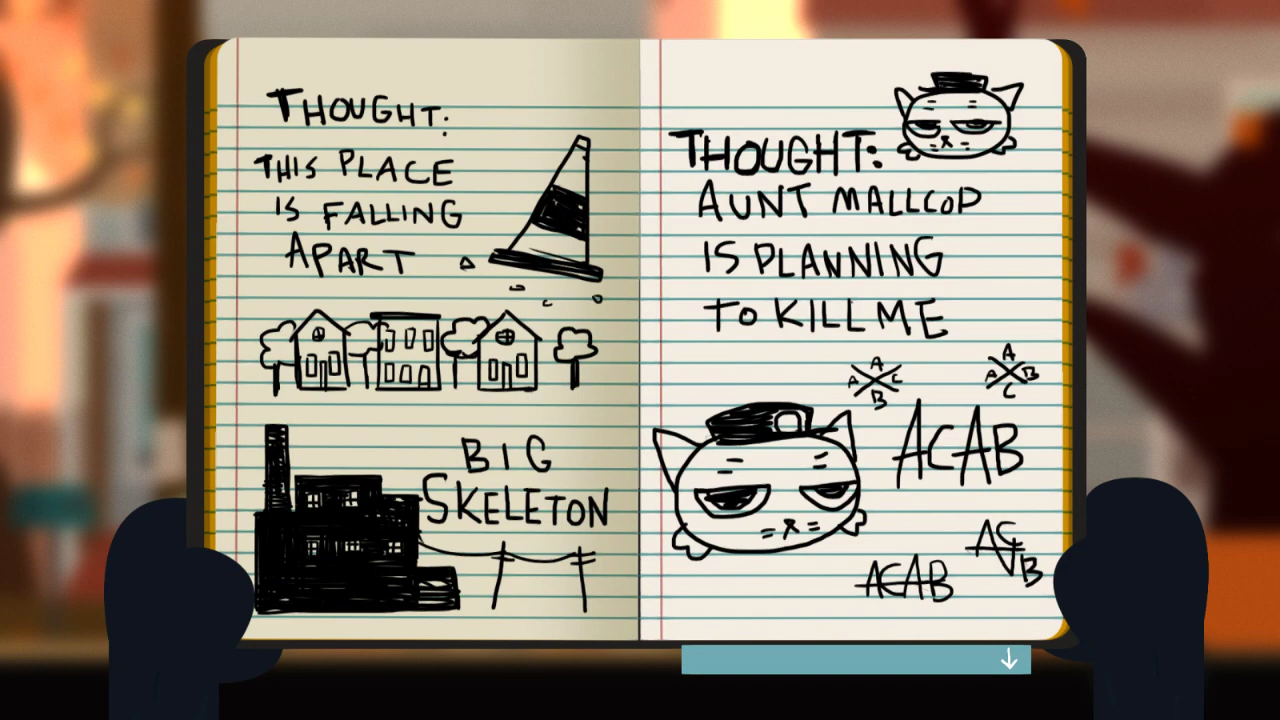 THOUGHT:
THIS PLACE
IS FALLING
APART
BIG
SKELETON
THOUGHT:
AUNT MALLCOP
IS PLANNING
TO KILL ME
A
A C
B
A
A B
C
ACAB
ACAB
ACAB